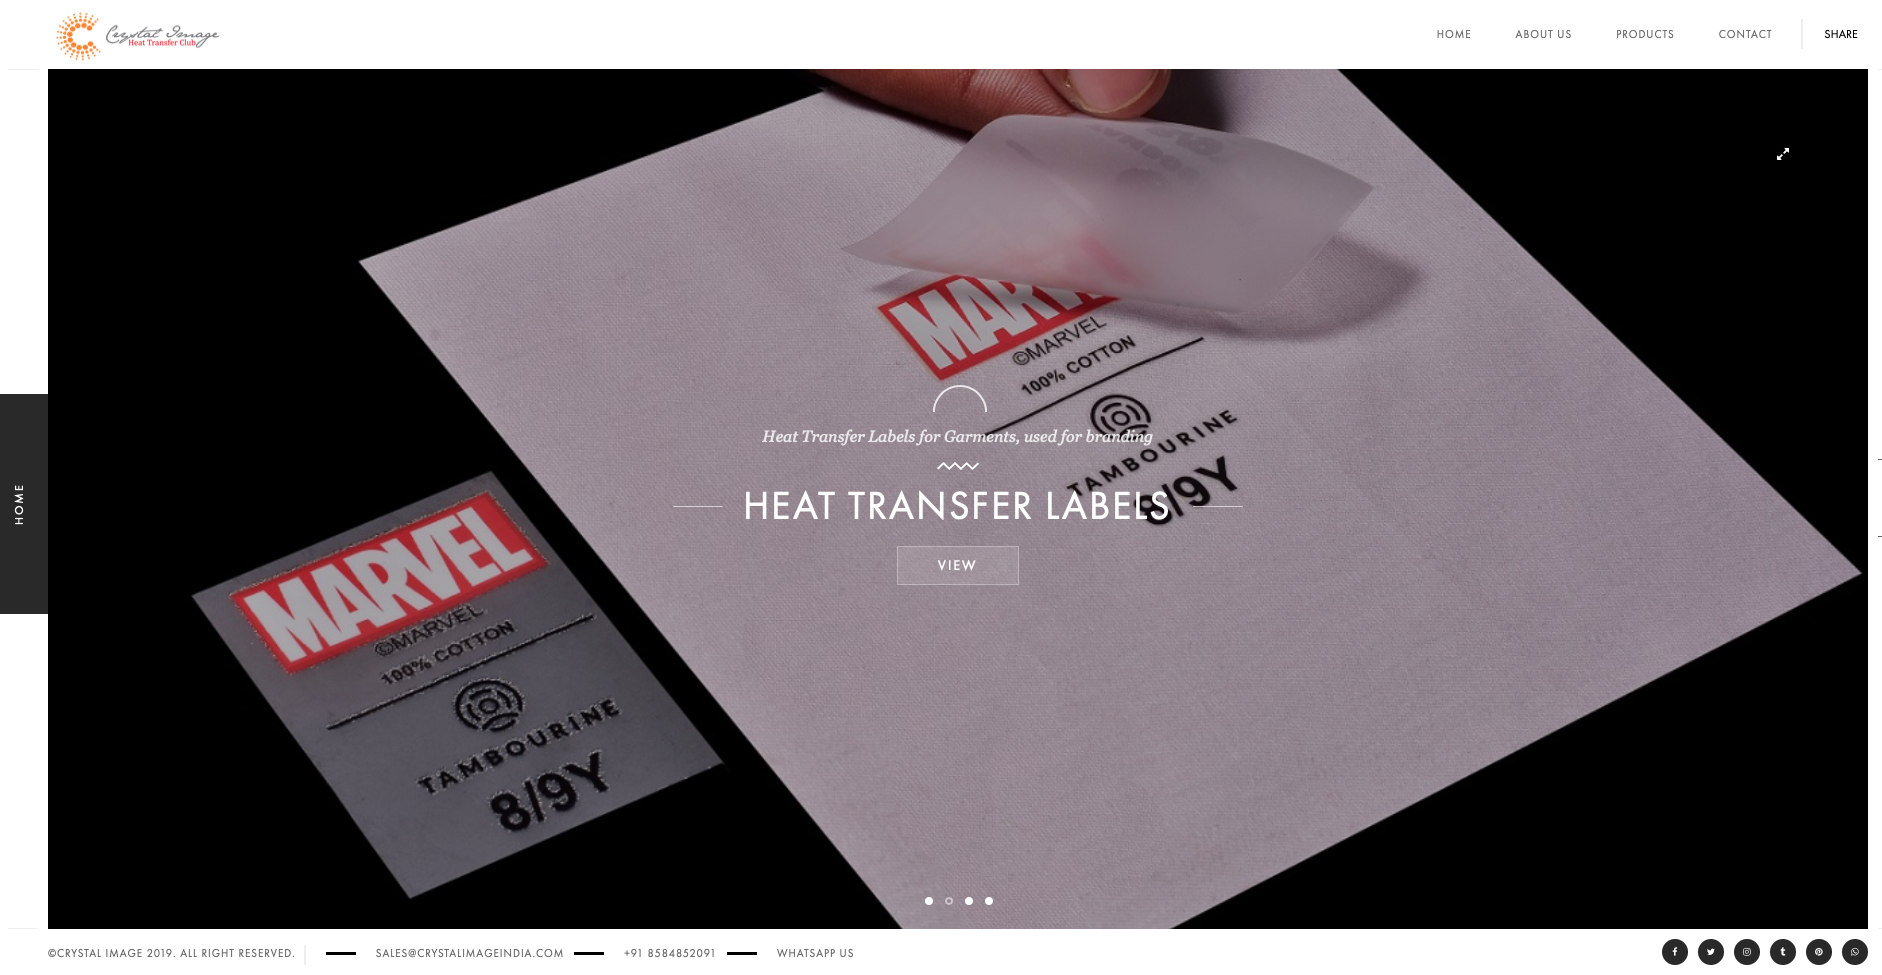 Crystal Image
Heat Transfer Club
HOME
ABOUT US
PRODUCTS
CONTACT
SHARE
MAR
©MARVEL
100% COTTON
TAMBOURINE
8/9Y
Heat Transfer Labels for Garments, used for branding
HEAT TRANSFER LABELS
VIEW
HOME
MARVEL
©MARVEL
100% COTTON
TAMBOURINE
8/9Y
©CRYSTAL IMAGE 2019. ALL RIGHT RESERVED.
SALES@CRYSTALIMAGEINDIA.COM
+91 8584852091
WHATSAPP US